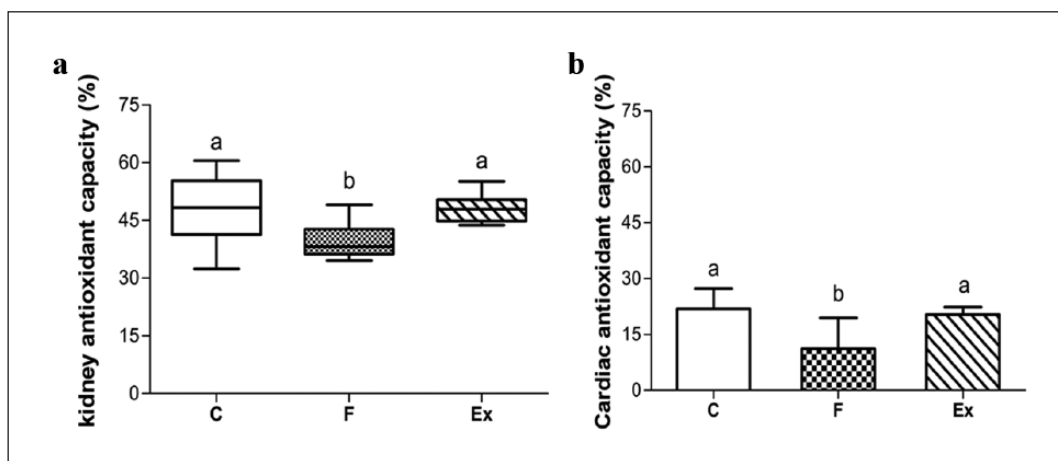 a
kidney antioxidant capacity (%)
75
60
45
30
15
0
a
b
a
C
F
Ex
b
Cardiac antioxidant capacity (%)
75
60
45
30
15
0
a
b
a
C
F
Ex